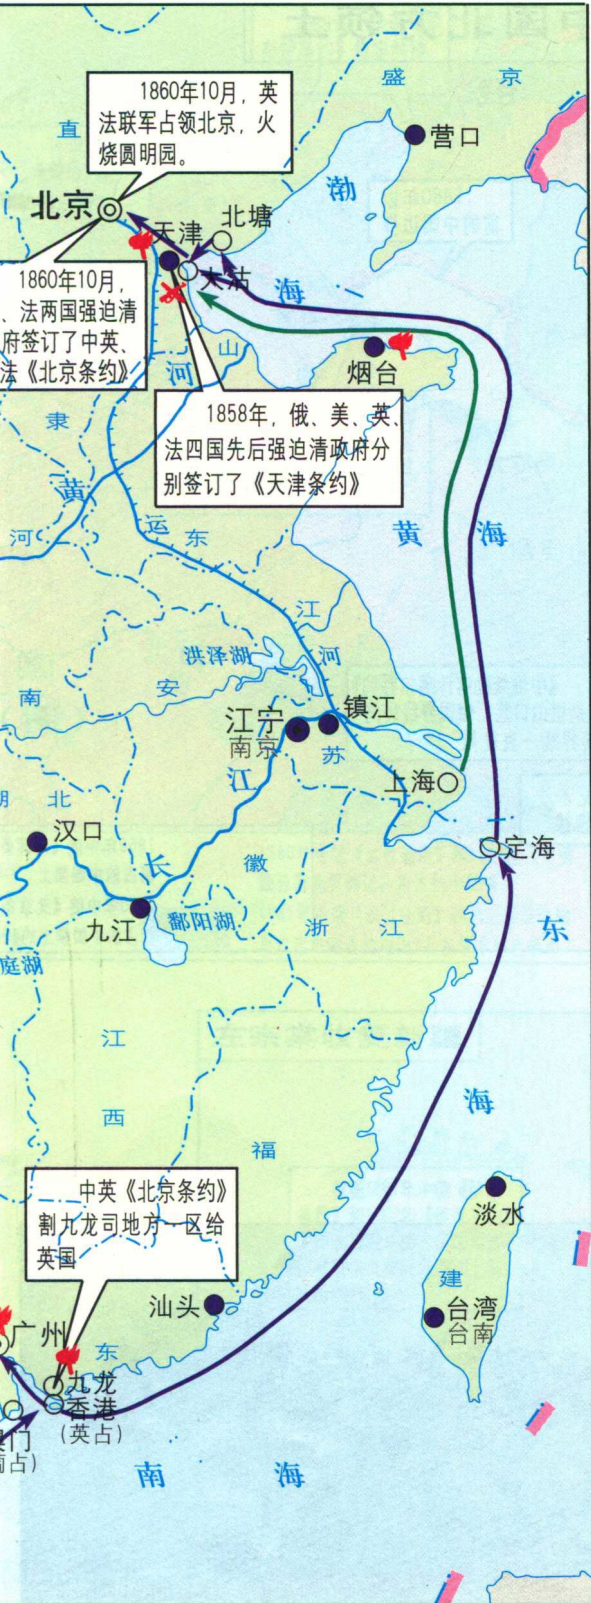 盛 京
1860年10月，英
法联军占领北京，火
烧圆明园。
直
营口
渤
北京
北塘
天津
大沽
海
1860年10月，
、法两国强迫清
府签订了中英、
法《北京条约》
山
河
烟台
1858年，俄、美、英、
法四国先后强迫清政府分
别签订了《天津条约》
隶
黄
河
运 东
黄 海
江
洪泽湖
河
南
安
江宁
南京
镇江
苏
江
上海
湖 北
汉口
定海
长
徽
九江
鄱阳湖
浙 江
东
庭湖
江
海
西
福
中英《北京条约》
割九龙司地方一区给
英国
淡水
建
汕头
台湾
台南
广州
东
九龙
香港
(英占)
门
占)
南 海